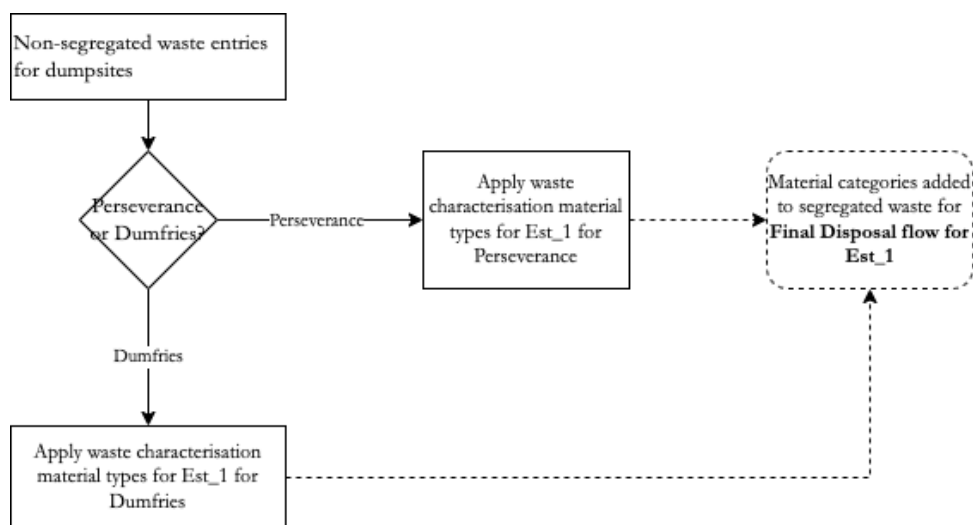 Non-segregated waste entries
for dumpsites
Perseverance
or Dumfries?
Perseverance
Apply waste
characterisation material
types for Est_1 for
Perseverance
Material categories added
to segregated waste for
Final Disposal flow for
Est_1
Dumfries
Apply waste characterisation
material types for Est_1 for
Dumfries